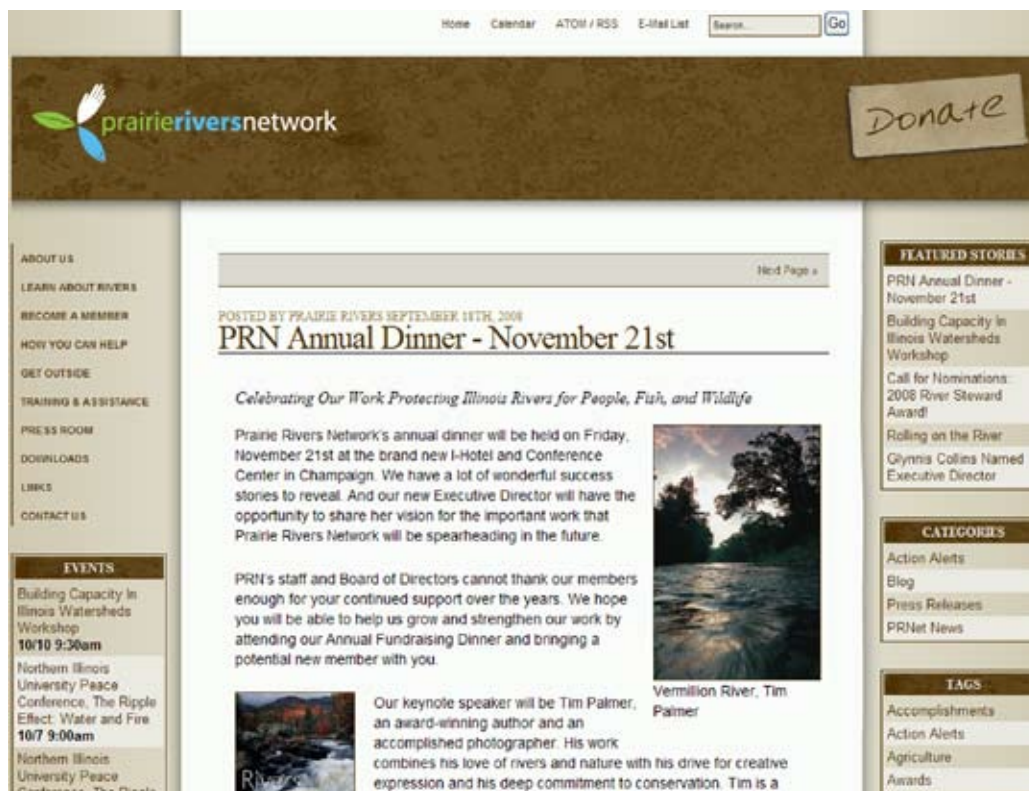 Home Calendar ATOM / RSS E-Mail List Search... Go
prairieriversnetwork
Donate
ABOUT US
LEARN ABOUT RIVERS
BECOME A MEMBER
HOW YOU CAN HELP
GET OUTSIDE
TRAINING & ASSISTANCE
PRESS ROOM
DOWNLOADS
LINKS
CONTACT US
EVENTS
Building Capacity In
Illinois Watersheds
Workshop
10/10 9:30am
Northern Illinois
University Peace
Conference, The Ripple
Effect: Water and Fire
10/7 9:00am
Northern Illinois
University Peace
Conference, The Ripple
Next Page »
POSTED BY PRAIRIE RIVERS SEPTEMBER 18TH, 2008
PRN Annual Dinner - November 21st
Celebrating Our Work Protecting Illinois Rivers for People, Fish, and Wildlife
Prairie Rivers Network's annual dinner will be held on Friday,
November 21st at the brand new I-Hotel and Conference
Center in Champaign. We have a lot of wonderful success
stories to reveal. And our new Executive Director will have the
opportunity to share her vision for the important work that
Prairie Rivers Network will be spearheading in the future.
PRN's staff and Board of Directors cannot thank our members
enough for your continued support over the years. We hope
you will be able to help us grow and strengthen our work by
attending our Annual Fundraising Dinner and bringing a
potential new member with you.
Vermillion River, Tim
Palmer
Rivers
Our keynote speaker will be Tim Palmer,
an award-winning author and an
accomplished photographer. His work
combines his love of rivers and nature with his drive for creative
expression and his deep commitment to conservation. Tim is a
FEATURED STORIES
PRN Annual Dinner -
November 21st
Building Capacity In
Illinois Watersheds
Workshop
Call for Nominations:
2008 River Steward
Award!
Rolling on the River
Glynnis Collins Named
Executive Director
CATEGORIES
Action Alerts
Blog
Press Releases
PRNet News
TAGS
Accomplishments
Action Alerts
Agriculture
Awards